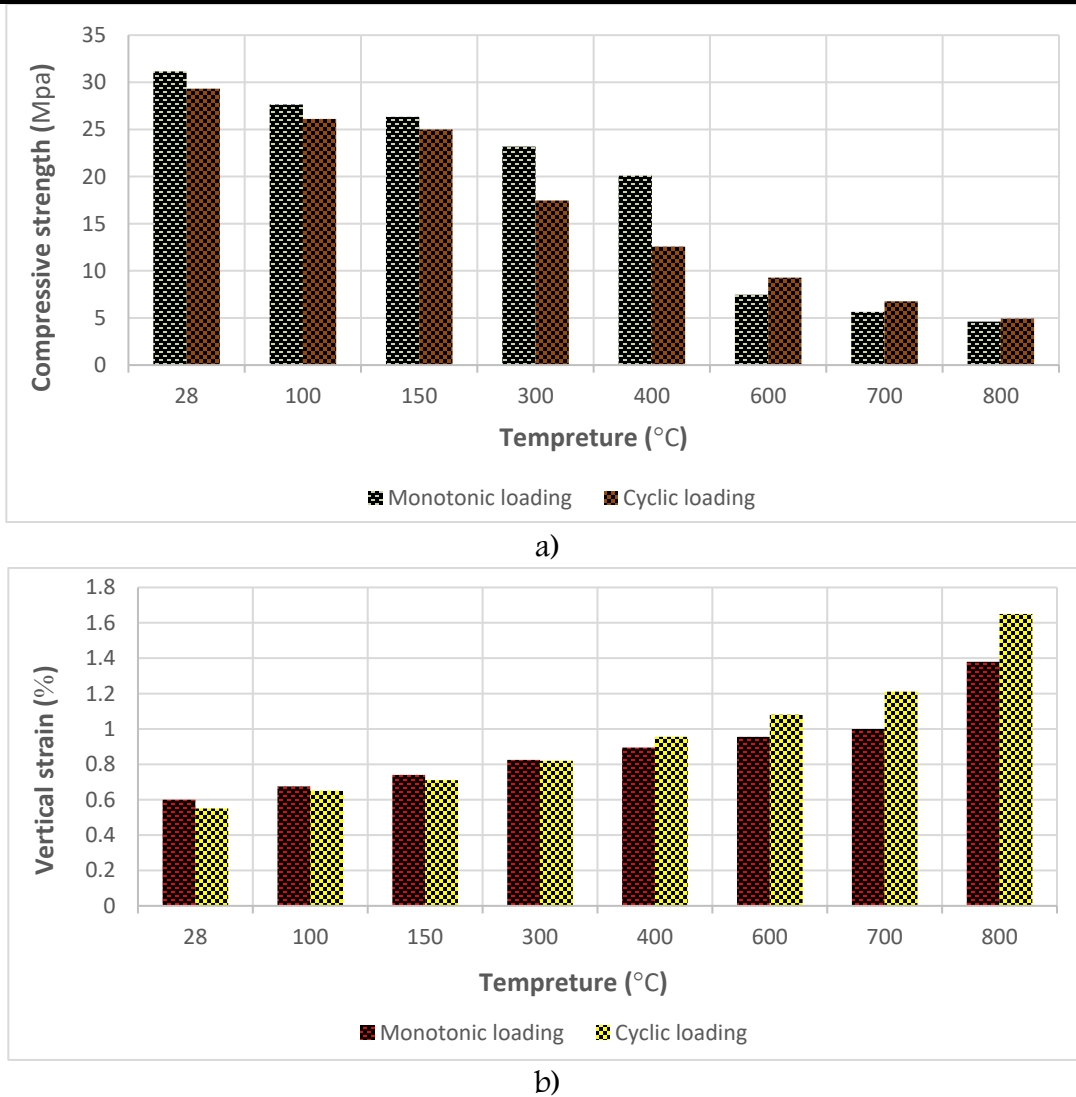 35
30
25
20
15
10
5
0
Compressive strength (Mpa)
28 100 150 300 400 600 700 800
Tempreture (°C)
Monotonic loading Cyclic loading
a)
1.8
1.6
1.4
1.2
1
0.8
0.6
0.4
0.2
0
Vertical strain (%)
28 100 150 300 400 600 700 800
Tempreture (°C)
Monotonic loading Cyclic loading
b)